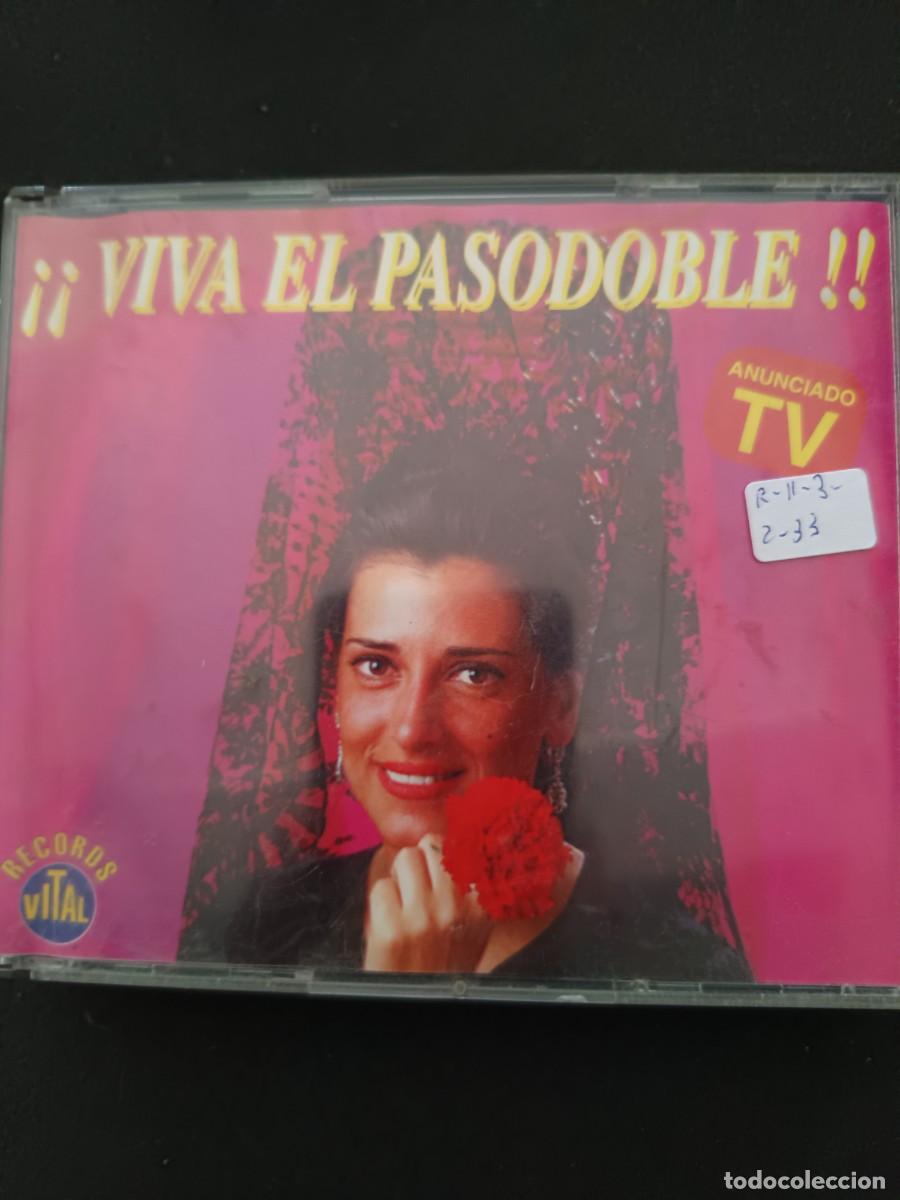 ¡¡ VIVA EL PASODOBLE !!
ANUNCIADO
TV
R-11-3-
2-33
RECORDS
VITAL
todocoleccion